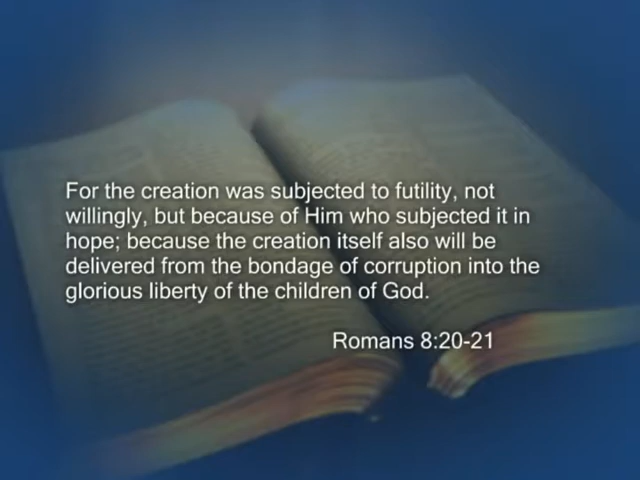 For the creation was subjected to futility, not
willingly, but because of Him who subjected it in
hope; because the creation itself also will be
delivered from the bondage of corruption into the
glorious liberty of the children of God.
Romans 8:20-21